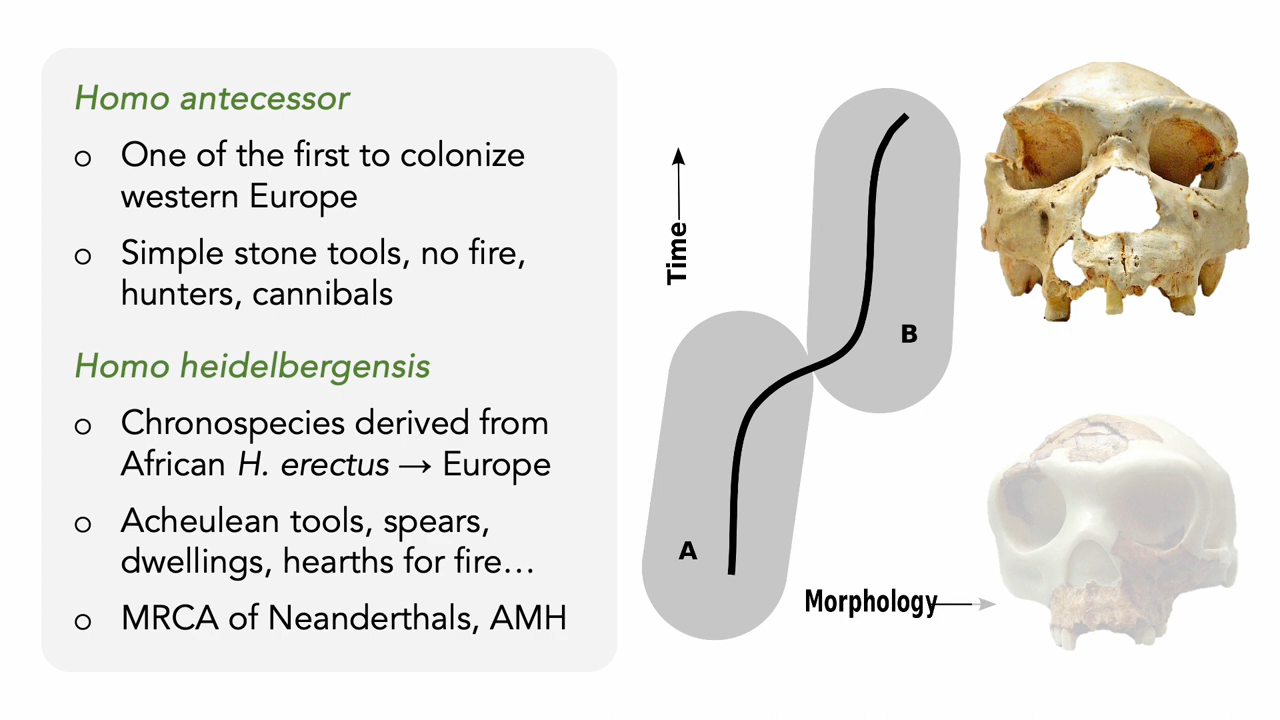 Homo antecessor
o One of the first to colonize
western Europe
o Simple stone tools, no fire,
hunters, cannibals
Homo heidelbergensis
o Chronospecies derived from
African H. erectus → Europe
o Acheulean tools, spears,
dwellings, hearths for fire…
o MRCA of Neanderthals, AMH
Time
B
A
Morphology